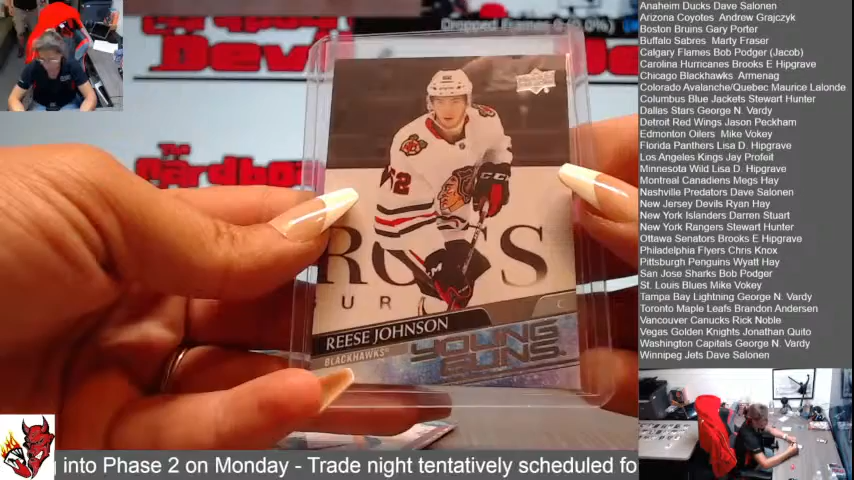 Dropped Frames 0 (0.0%)
Devil
The
Cardbo
ROSS
OUR
52
UPPER DECK
REESE JOHNSON
C
BLACKHAWKS
YOUNG
GUNS
into Phase 2 on Monday - Trade night tentatively scheduled fo
Anaheim Ducks Dave Salonen
Arizona Coyotes Andrew Grajczyk
Boston Bruins Gary Porter
Buffalo Sabres Marty Fraser
Calgary Flames Bob Podger (Jacob)
Carolina Hurricanes Brooks E Hipgrave
Chicago Blackhawks Armenag
Colorado Avalanche/Quebec Maurice Lalonde
Columbus Blue Jackets Stewart Hunter
Dallas Stars George N. Vardy
Detroit Red Wings Jason Peckham
Edmonton Oilers Mike Vokey
Florida Panthers Lisa D. Hipgrave
Los Angeles Kings Jay Profeit
Minnesota Wild Lisa D. Hipgrave
Montreal Canadiens Megs Hay
Nashville Predators Dave Salonen
New Jersey Devils Ryan Hay
New York Islanders Darren Stuart
New York Rangers Stewart Hunter
Ottawa Senators Brooks E Hipgrave
Philadelphia Flyers Chris Knox
Pittsburgh Penguins Wyatt Hay
San Jose Sharks Bob Podger
St. Louis Blues Mike Vokey
Tampa Bay Lightning George N. Vardy
Toronto Maple Leafs Brandon Andersen
Vancouver Canucks Rick Noble
Vegas Golden Knights Jonathan Quito
Washington Capitals George N. Vardy
Winnipeg Jets Dave Salonen